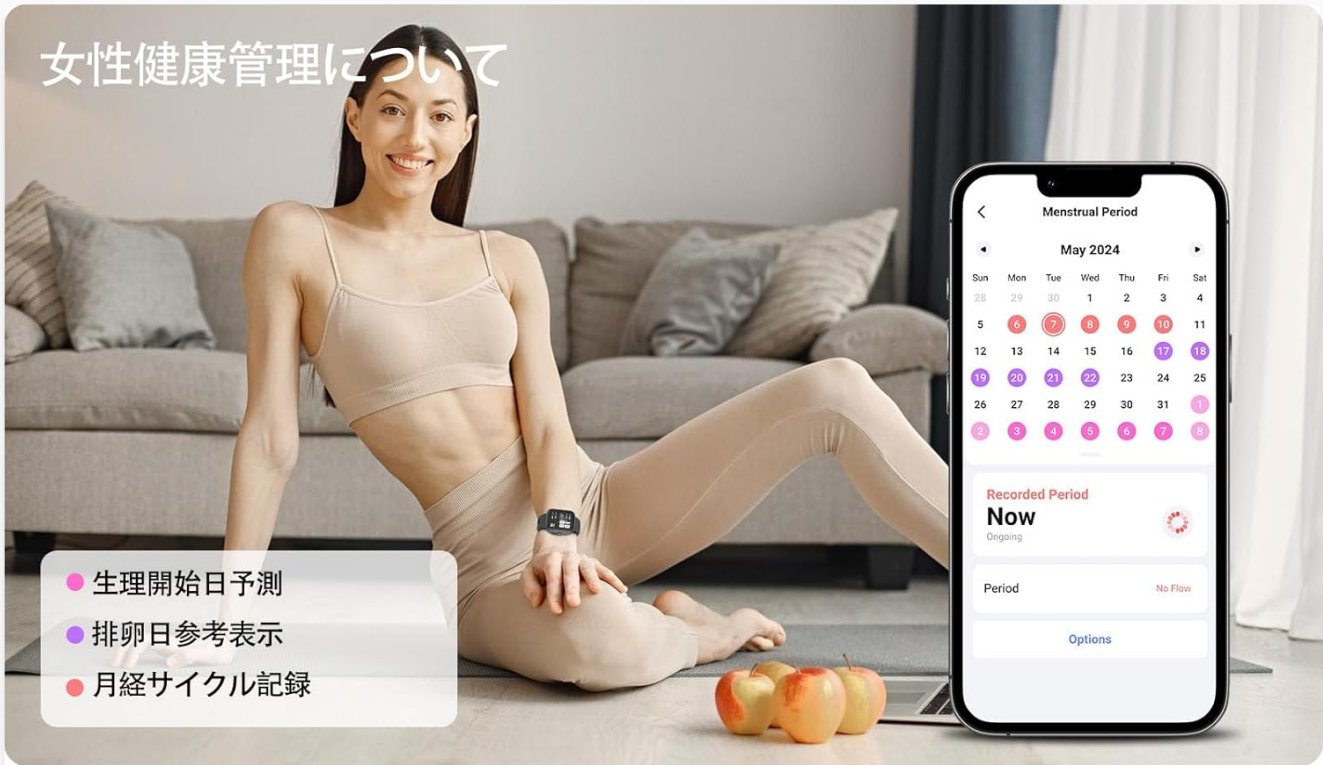 女性健康管理について
生理開始日予測
排卵日参考表示
月経サイクル記録
Menstrual Period
May 2024
Sun Mon Tue Wed Thu Fri Sat
28 29 30 1 2 3 4
5 6 7 8 9 10 11
12 13 14 15 16 17 18
19 20 21 22 23 24 25
26 27 28 29 30 31 1
2 3 4 5 6 7 8
Recorded Period
Now
Ongoing
Period No Flow
Options